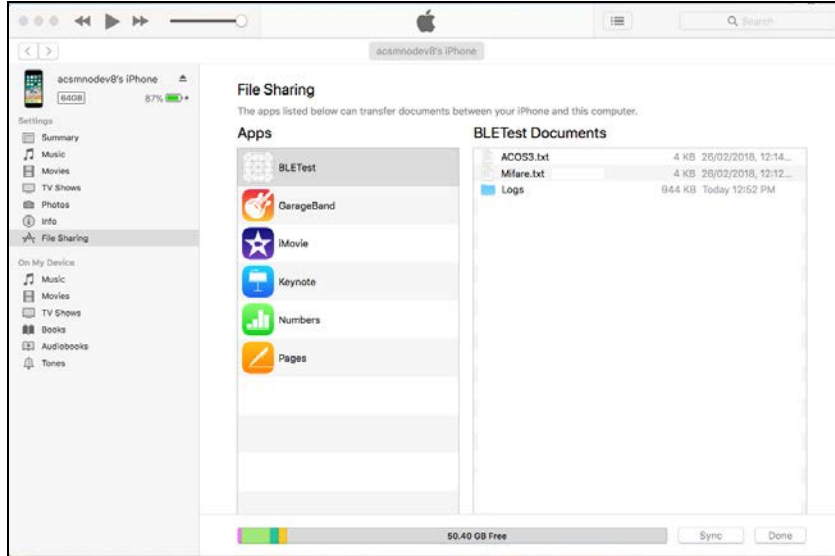 Search
acsmnodev8's iPhone
acsmnodev8's iPhone
64GB 87%
Settings
Summary
Music
Movies
TV Shows
Photos
Info
File Sharing
On My Device
Music
Movies
TV Shows
Books
Audiobooks
Tones
File Sharing
The apps listed below can transfer documents between your iPhone and this computer.
Apps
BLETest
GarageBand
iMovie
Keynote
Numbers
Pages
BLETest Documents
ACOS3.txt 4 KB 26/02/2018, 12:14...
Mifare.txt 4 KB 26/02/2018, 12:12...
Logs 944 KB Today 12:52 PM
50.40 GB Free
Sync Done